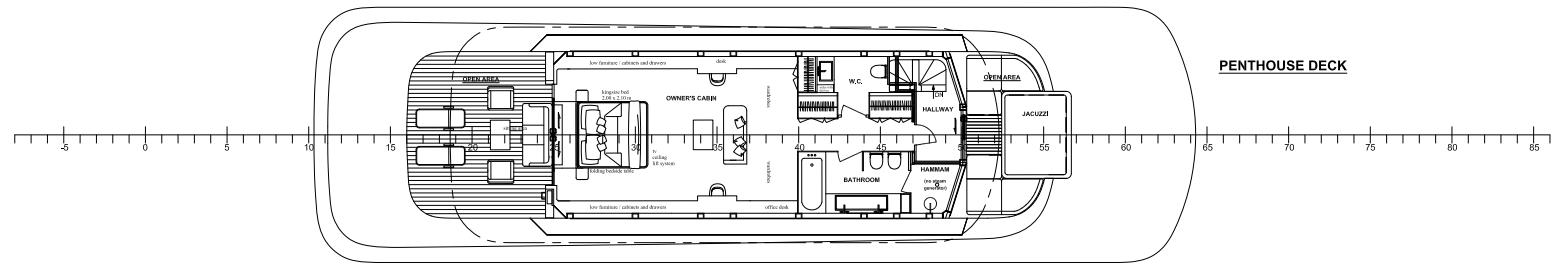 PENTHOUSE DECK
OPEN AREA
low furniture / cabinets and drawers
desk
W.C.
DN
OPEN AREA
OWNER'S CABIN
kingsize bed
2.00 x 2.10 m
wardrobes
HALLWAY
JACUZZI
-5 0 5 10 15 20 25 30 35 40 45 50 55 60 65 70 75 80 85
tv
ceiling
lift system
folding bedside table
wardrobes
BATHROOM
HAMMAM
(no steam
generator)
low furniture / cabinets and drawers
office desk